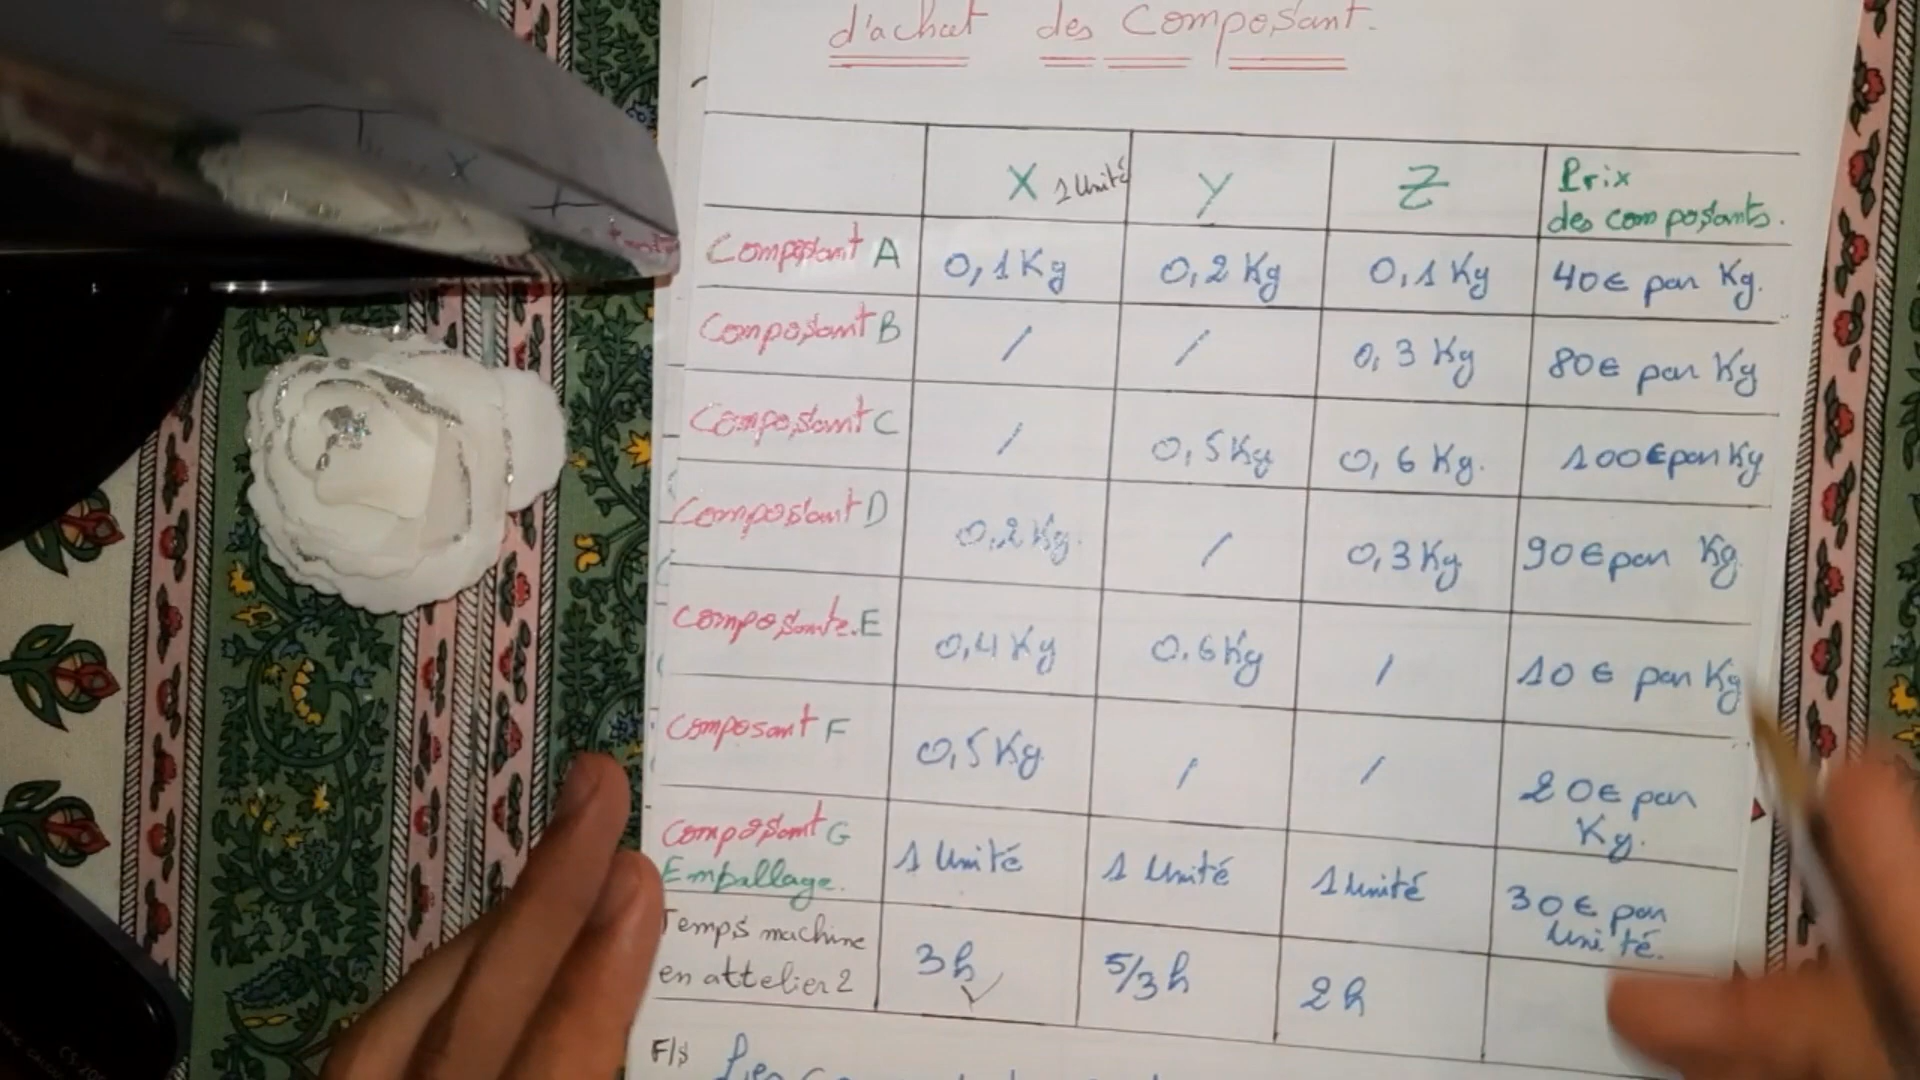 d'achat des Composant.
X 1 Unité Y Z Prix des composants.
Composant A 0,1 Kg 0,2 Kg 0,1 Kg 40€ par Kg.
Composant B / / 0,3 Kg 80€ par Kg
Composant C / 0,5 Kg 0,6 Kg. 100€ par Kg
Composant D 0,2 Kg. / 0,3 Kg 90€ par Kg
Composante.E 0,4 Kg 0.6 Kg / 10 € par Kg
Composant F 0,5 Kg / / 20€ par Kg.
Composant G Emballage. 1 Unité 1 Unité 1 Unité 30€ par Unité.
Temps machine en attelier 2 3h 5/3 h 2 h
F/$